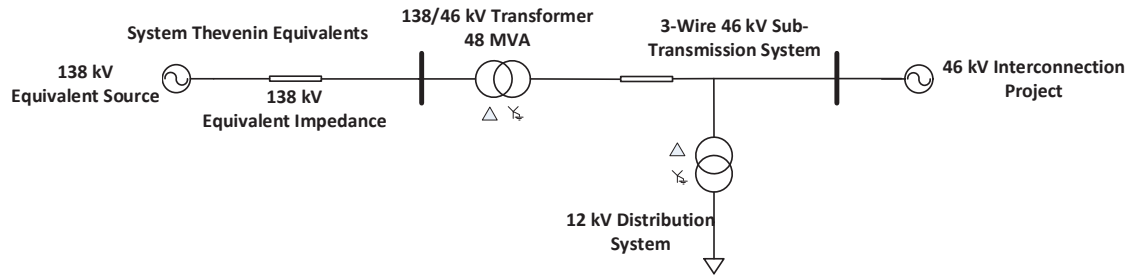 System Thevenin Equivalents
138 kV
Equivalent Source
138 kV
Equivalent Impedance
138/46 kV Transformer
48 MVA
3-Wire 46 kV Sub-
Transmission System
46 kV Interconnection
Project
12 kV Distribution
System